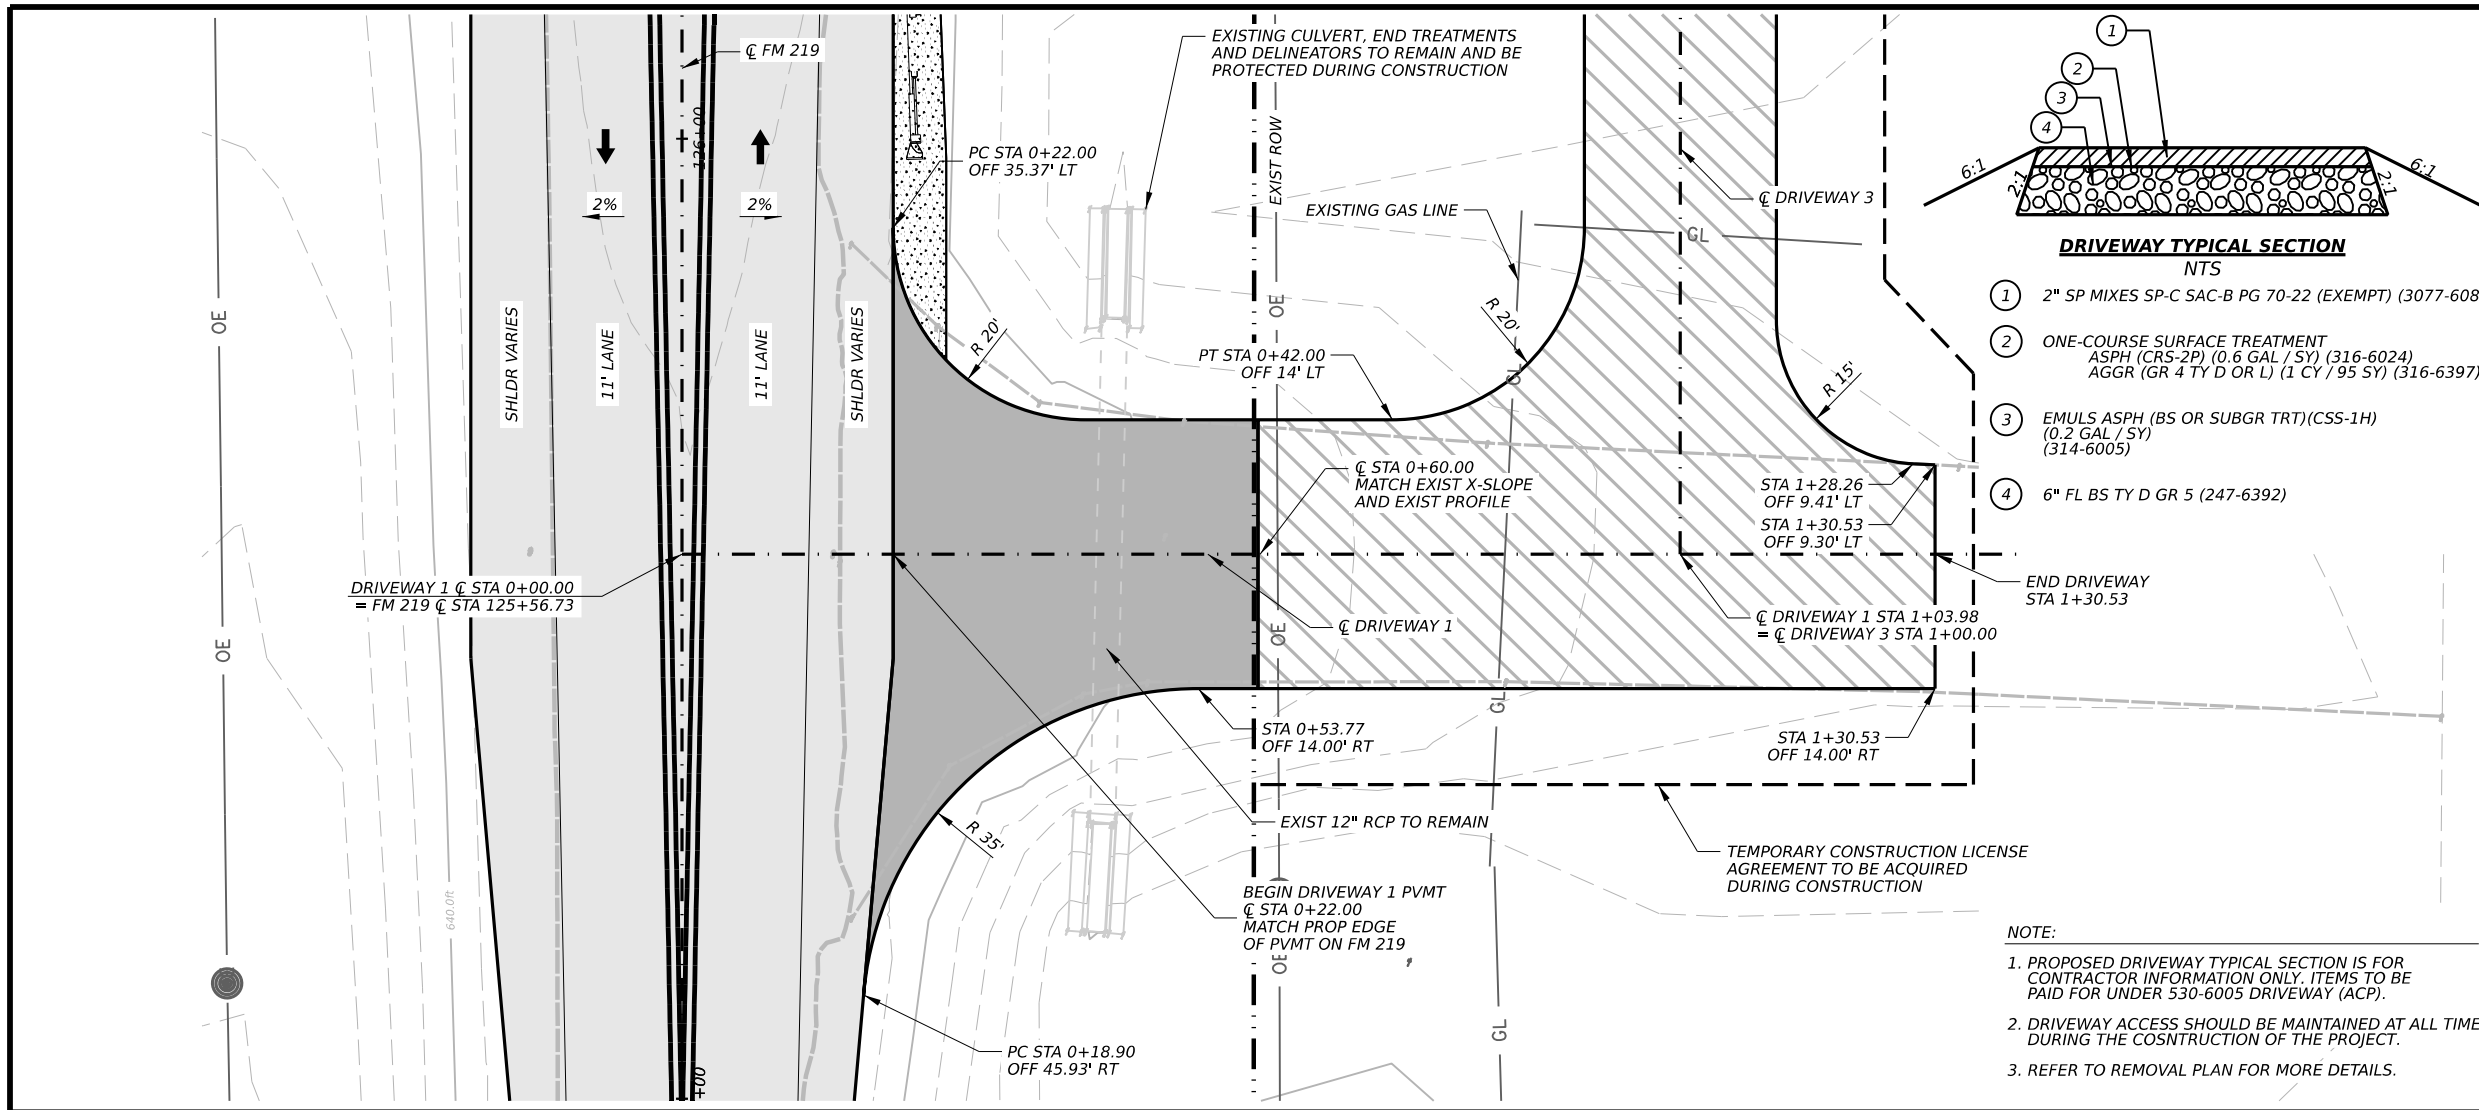 ℄ FM 219
126+00
2%
2%
SHLDR VARIES
11' LANE
11' LANE
SHLDR VARIES
OE
OE
640.0ft
+00
DRIVEWAY 1 ℄ STA 0+00.00
= FM 219 ℄ STA 125+56.73
PC STA 0+22.00
OFF 35.37' LT
R 20'
EXISTING CULVERT, END TREATMENTS
AND DELINEATORS TO REMAIN AND BE
PROTECTED DURING CONSTRUCTION
EXIST ROW
OE
OE
OE
EXISTING GAS LINE
GL
GL
GL
GL
R 20'
PT STA 0+42.00
OFF 14' LT
℄ DRIVEWAY 3
R 15'
℄ STA 0+60.00
MATCH EXIST X-SLOPE
AND EXIST PROFILE
STA 1+28.26
OFF 9.41' LT
STA 1+30.53
OFF 9.30' LT
END DRIVEWAY
STA 1+30.53
℄ DRIVEWAY 1
℄ DRIVEWAY 1 STA 1+03.98
= ℄ DRIVEWAY 3 STA 1+00.00
STA 0+53.77
OFF 14.00' RT
STA 1+30.53
OFF 14.00' RT
R 35'
EXIST 12" RCP TO REMAIN
TEMPORARY CONSTRUCTION LICENSE
AGREEMENT TO BE ACQUIRED
DURING CONSTRUCTION
BEGIN DRIVEWAY 1 PVMT
℄ STA 0+22.00
MATCH PROP EDGE
OF PVMT ON FM 219
PC STA 0+18.90
OFF 45.93' RT
1
2
3
4
6:1
2:1
2:1
6:1
DRIVEWAY TYPICAL SECTION
NTS
1 2" SP MIXES SP-C SAC-B PG 70-22 (EXEMPT) (3077-608
2 ONE-COURSE SURFACE TREATMENT
ASPH (CRS-2P) (0.6 GAL / SY) (316-6024)
AGGR (GR 4 TY D OR L) (1 CY / 95 SY) (316-6397)
3 EMULS ASPH (BS OR SUBGR TRT)(CSS-1H)
(0.2 GAL / SY)
(314-6005)
4 6" FL BS TY D GR 5 (247-6392)
NOTE:
1. PROPOSED DRIVEWAY TYPICAL SECTION IS FOR
CONTRACTOR INFORMATION ONLY. ITEMS TO BE
PAID FOR UNDER 530-6005 DRIVEWAY (ACP).
2. DRIVEWAY ACCESS SHOULD BE MAINTAINED AT ALL TIME
DURING THE COSNTRUCTION OF THE PROJECT.
3. REFER TO REMOVAL PLAN FOR MORE DETAILS.